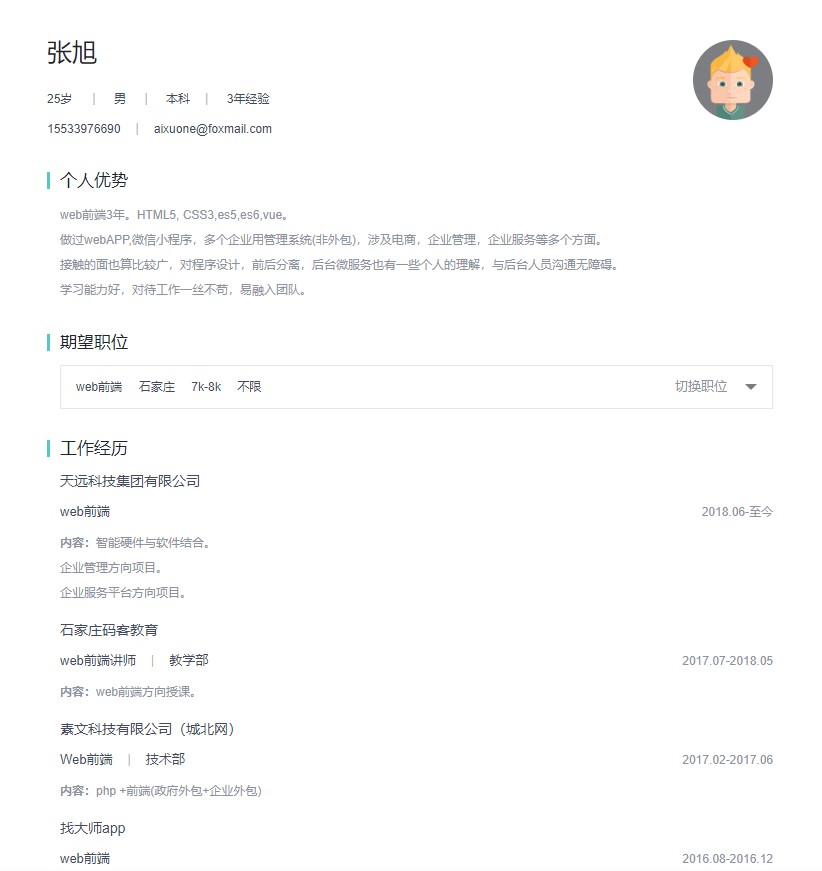 张旭
25岁 | 男 | 本科 | 3年经验
15533976690 | aixuone@foxmail.com
个人优势
web前端3年。HTML5, CSS3,es5,es6,vue。
做过webAPP,微信小程序，多个企业用管理系统(非外包)，涉及电商，企业管理，企业服务等多个方面。
接触的面也算比较广，对程序设计，前后分离，后台微服务也有一些个人的理解，与后台人员沟通无障碍。
学习能力好，对待工作一丝不苟，易融入团队。
期望职位
web前端 石家庄 7k-8k 不限 切换职位
工作经历
天远科技集团有限公司
web前端 2018.06-至今
内容：智能硬件与软件结合。
企业管理方向项目。
企业服务平台方向项目。
石家庄码客教育
web前端讲师 | 教学部 2017.07-2018.05
内容：web前端方向授课。
素文科技有限公司（城北网）
Web前端 | 技术部 2017.02-2017.06
内容：php +前端(政府外包+企业外包)
找大师app
web前端 2016.08-2016.12